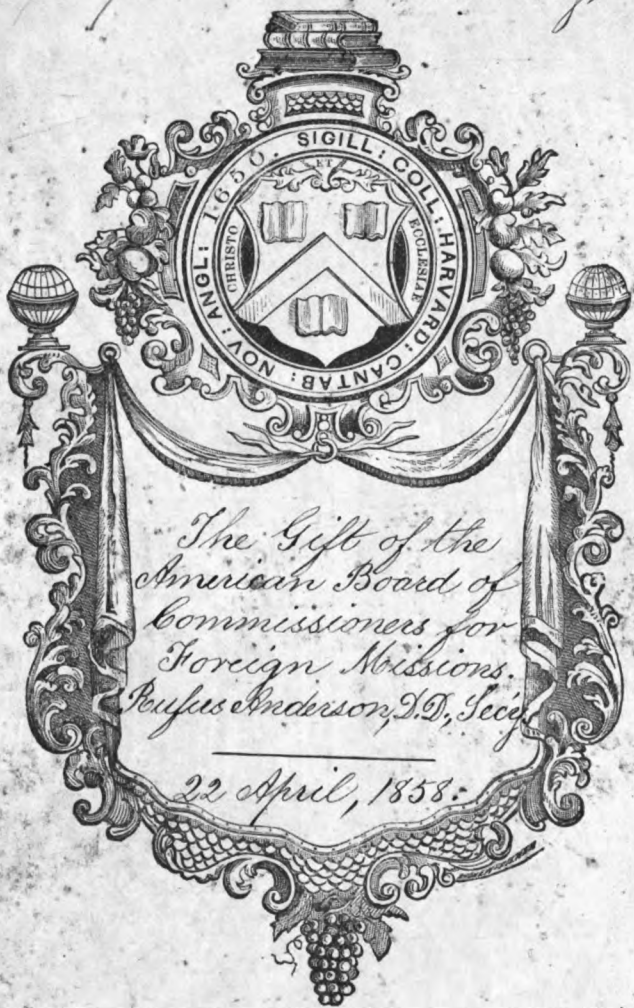 SIGILL: COLL: HARVARD: CANTAB: NOV: ANGL: 1650.
CHRISTO
ET
ECCLESIAE
The Gift of the
American Board of
Commissioners for
Foreign Missions.
Rufus Anderson, D.D., Secy.
22 April, 1858.